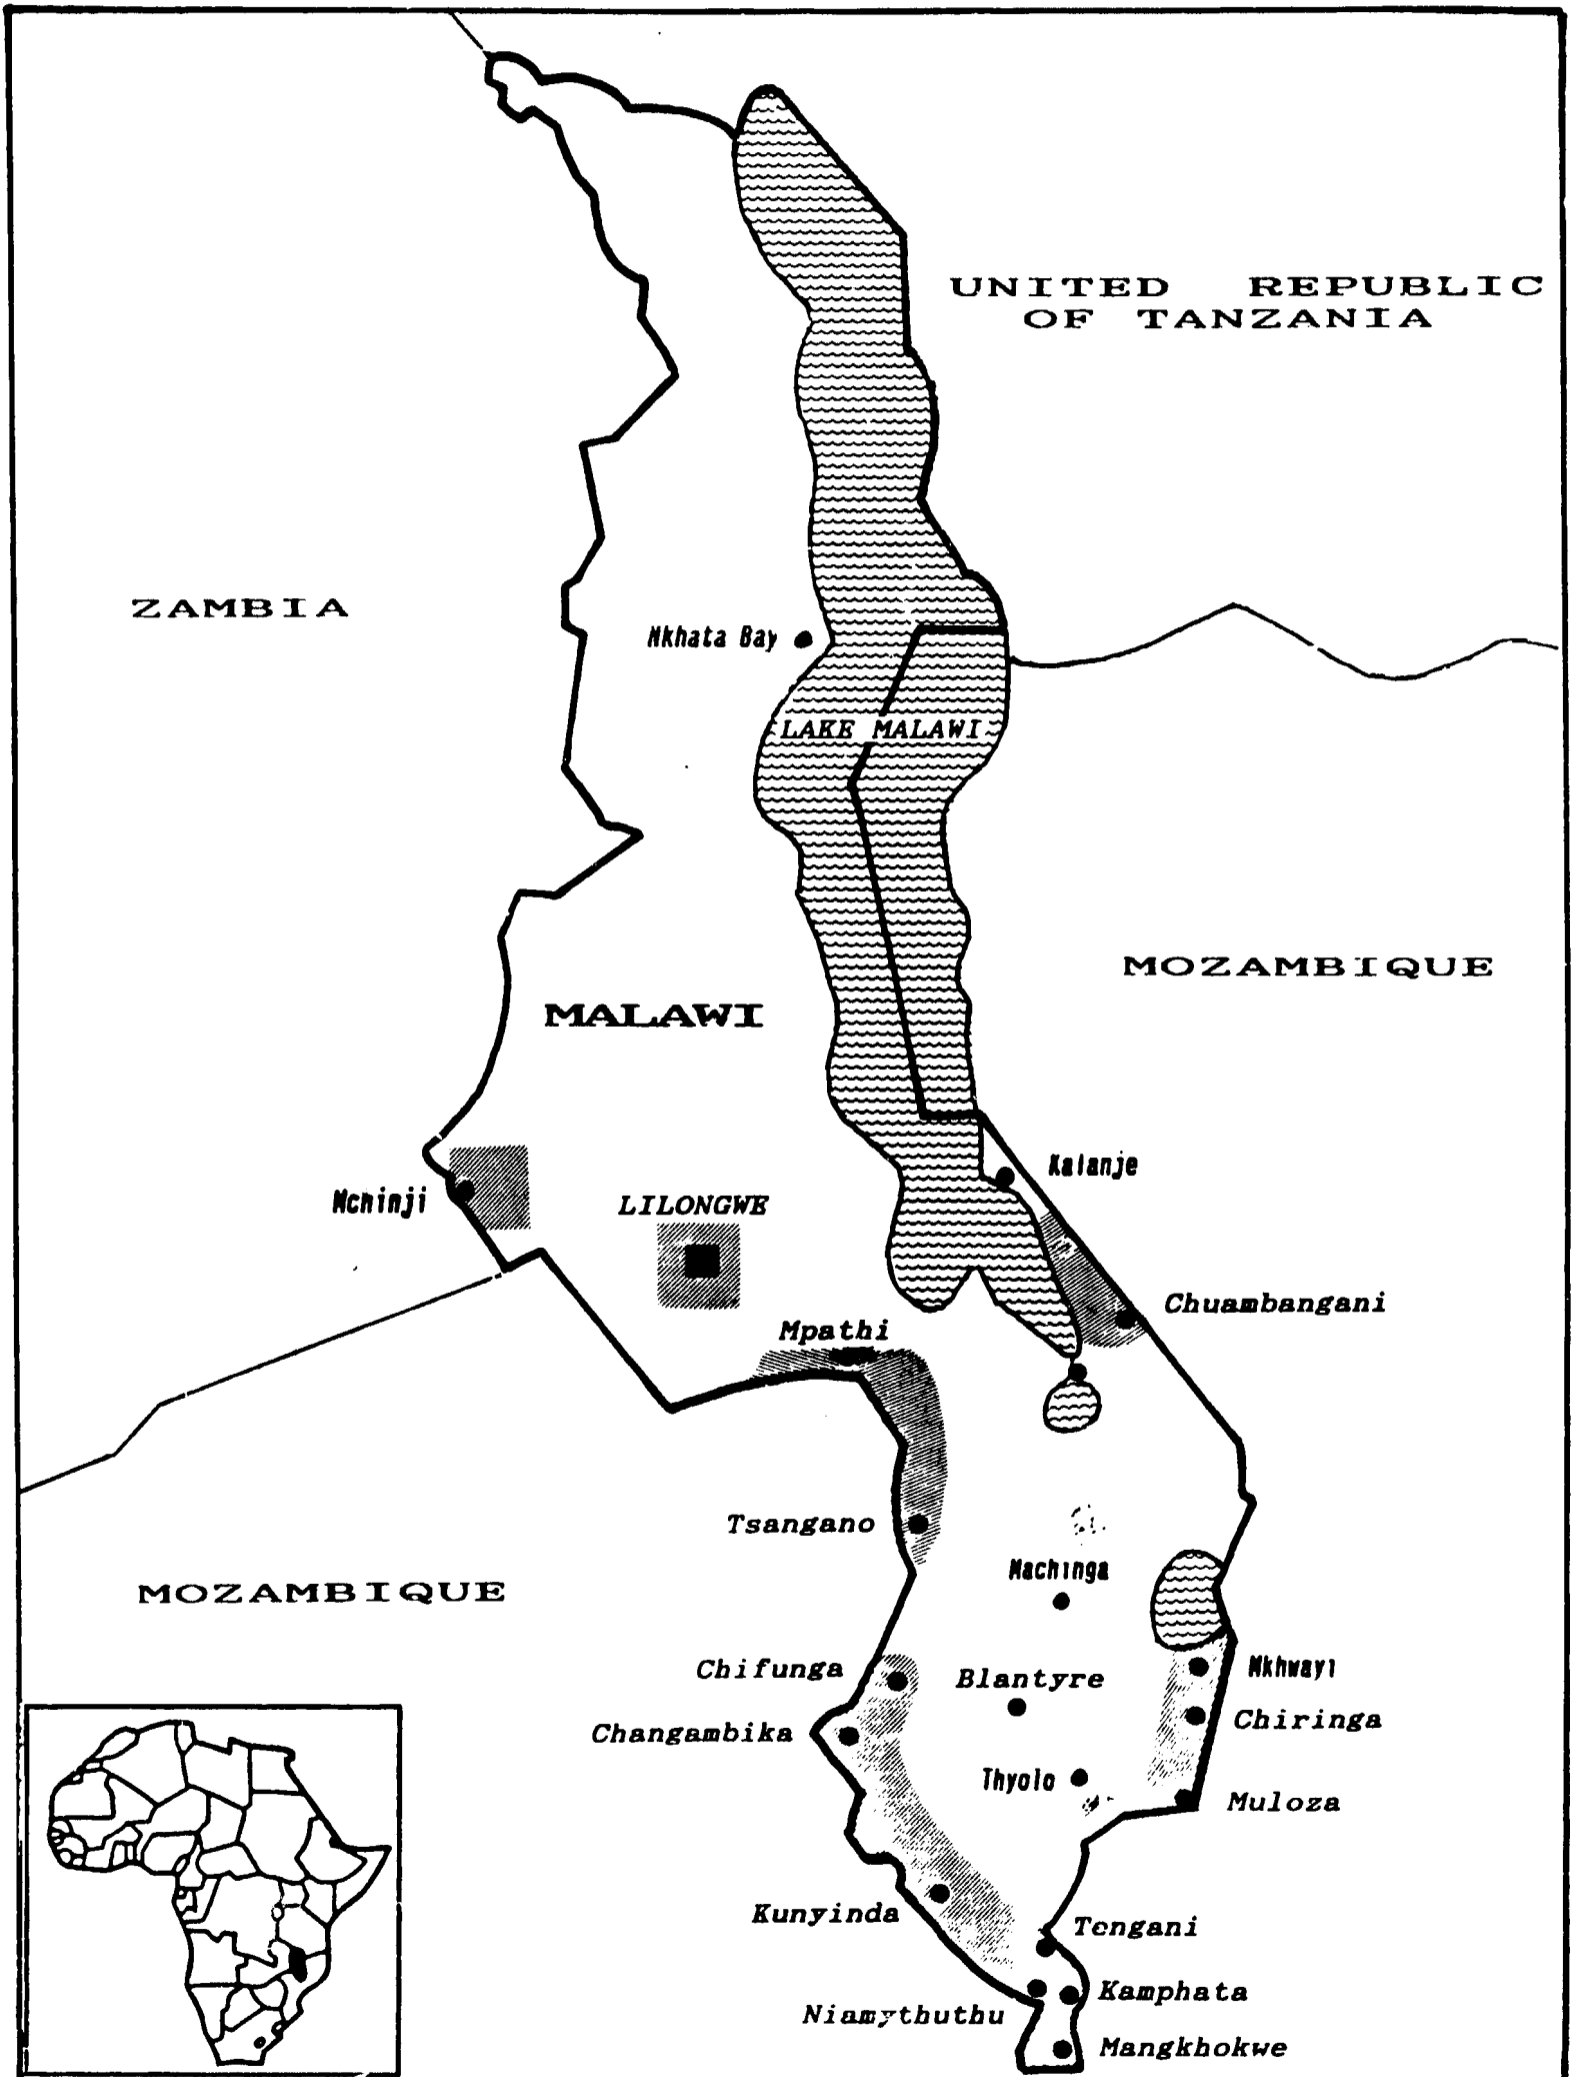 UNITED REPUBLIC
OF TANZANIA
ZAMBIA
Nkhata Bay
LAKE MALAWI
MOZAMBIQUE
MALAWI
Kalanje
Mchinji
LILONGWE
Chuambangani
Mpathi
Tsangano
Machinga
MOZAMBIQUE
Chifunga
Blantyre
Mkhwayi
Changambika
Chiringa
Thyolo
Muloza
Kunyinda
Tengani
Kamphata
Niamythuthu
Mangkhokwe